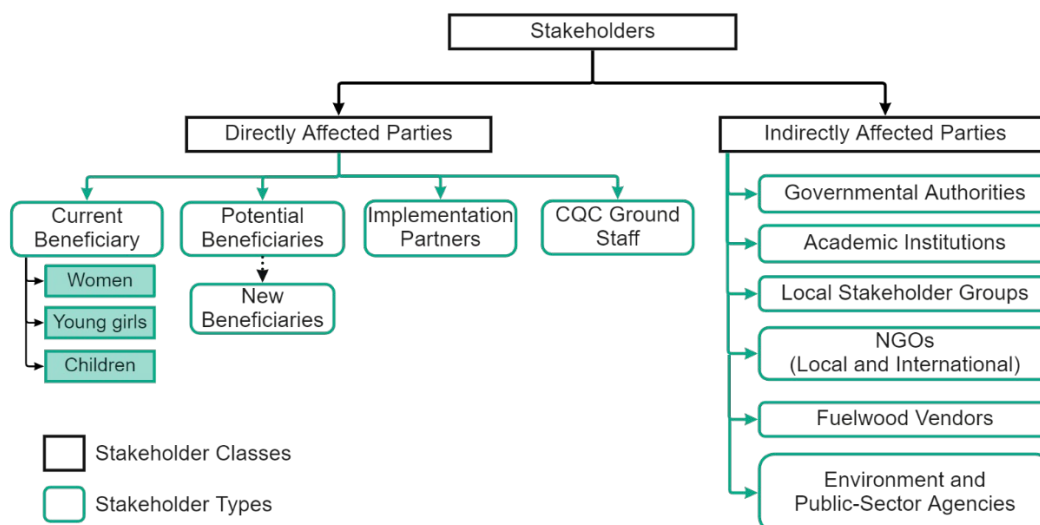 Stakeholders
Directly Affected Parties
Indirectly Affected Parties
Current
Beneficiary
Women
Young girls
Children
Potential
Beneficiaries
New
Beneficiaries
Implementation
Partners
CQC Ground
Staff
Governmental Authorities
Academic Institutions
Local Stakeholder Groups
NGOs
(Local and International)
Fuelwood Vendors
Environment and
Public-Sector Agencies
Stakeholder Classes
Stakeholder Types